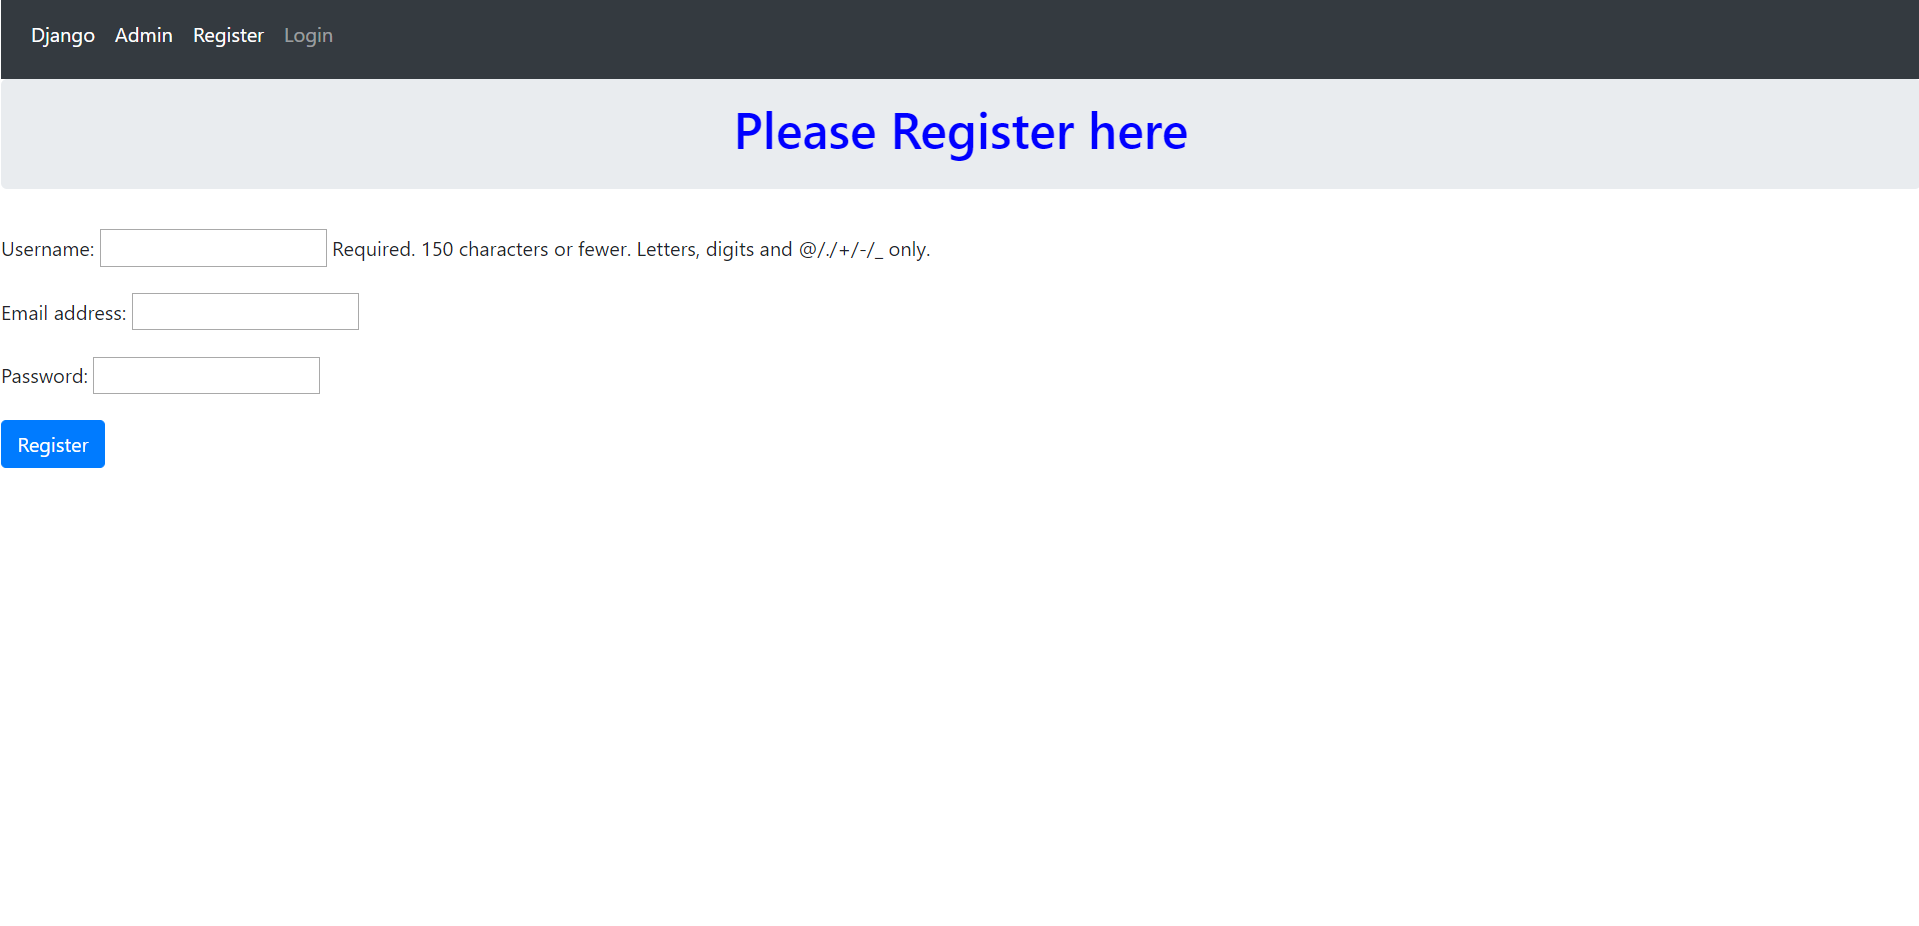 Django Admin Register Login
Please Register here
Username: Required. 150 characters or fewer. Letters, digits and @/./+/-/_ only.
Email address:
Password:
Register